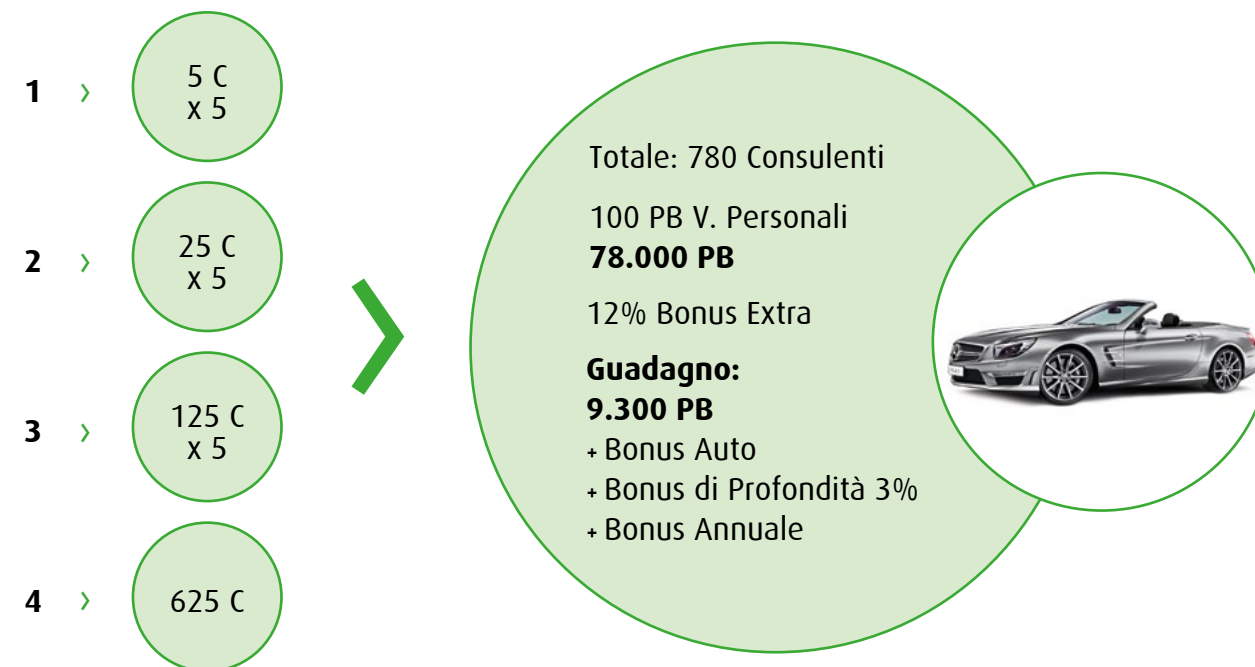 1 › 5 C
x 5
2 › 25 C
x 5
3 › 125 C
x 5
4 › 625 C
Totale: 780 Consulenti
100 PB V. Personali
78.000 PB
12% Bonus Extra
Guadagno:
9.300 PB
+ Bonus Auto
+ Bonus di Profondità 3%
+ Bonus Annuale